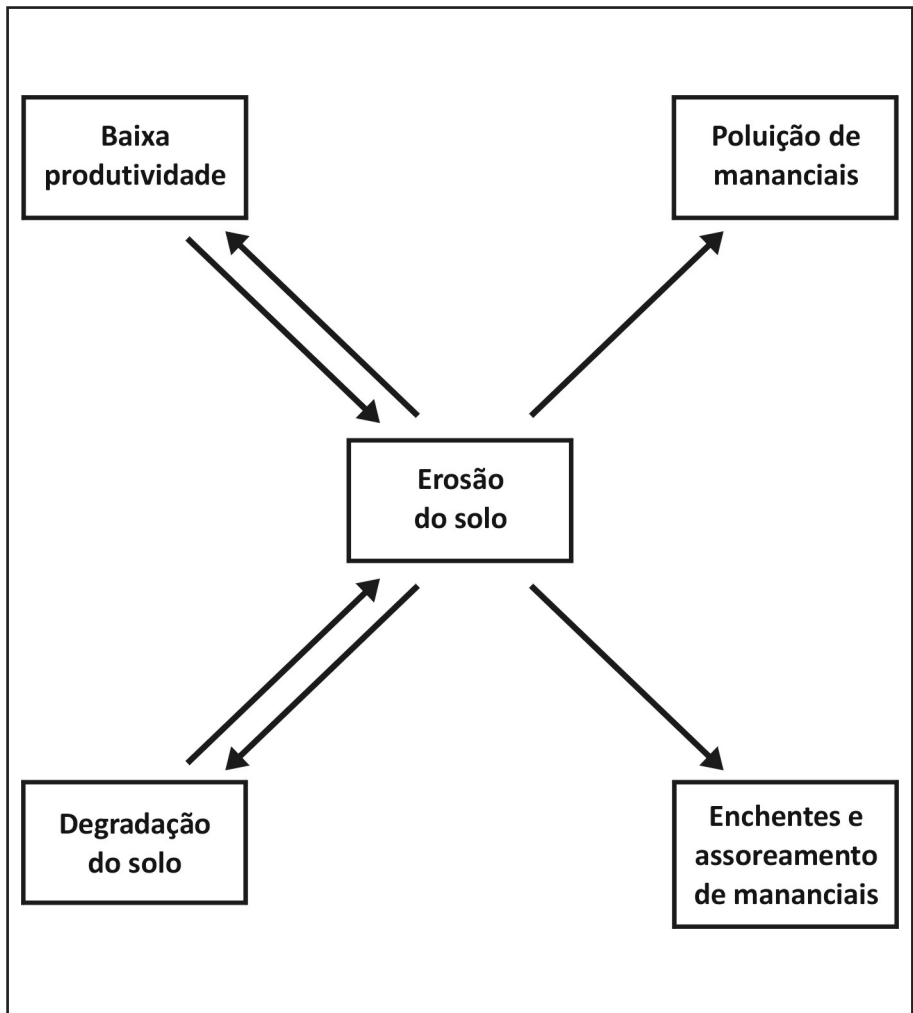 Baixa
produtividade
Poluição de
mananciais
Erosão
do solo
Degradação
do solo
Enchentes e
assoreamento
de mananciais